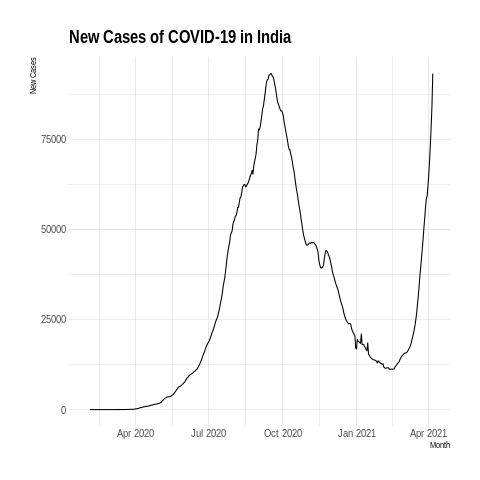 New Cases of COVID-19 in India
New Cases
75000
50000
25000
0
Apr 2020
Jul 2020
Oct 2020
Jan 2021
Apr 2021
Month